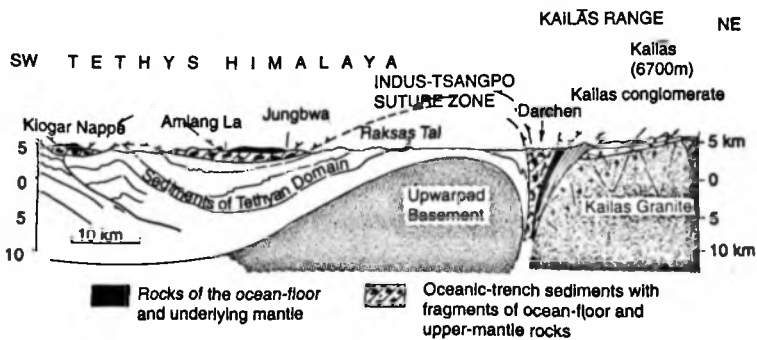 KAILĀS RANGE
SW TETHYS HIMALAYA NE
Kailās
(6700m)
INDUS-TSANGPO
SUTURE ZONE
Kailas conglomerate
Darchen
Kiogar Nappe
Amlang La
Jungbwa
Raksas Tal
5
0
5
10
5 km
0
5
10 km
Sediments of Tethyan Domain
Upwarped
Basement
Kailas Granite
10 km
Rocks of the ocean-floor
and underlying mantle
Oceanic-trench sediments with
fragments of ocean-floor and
upper-mantle rocks